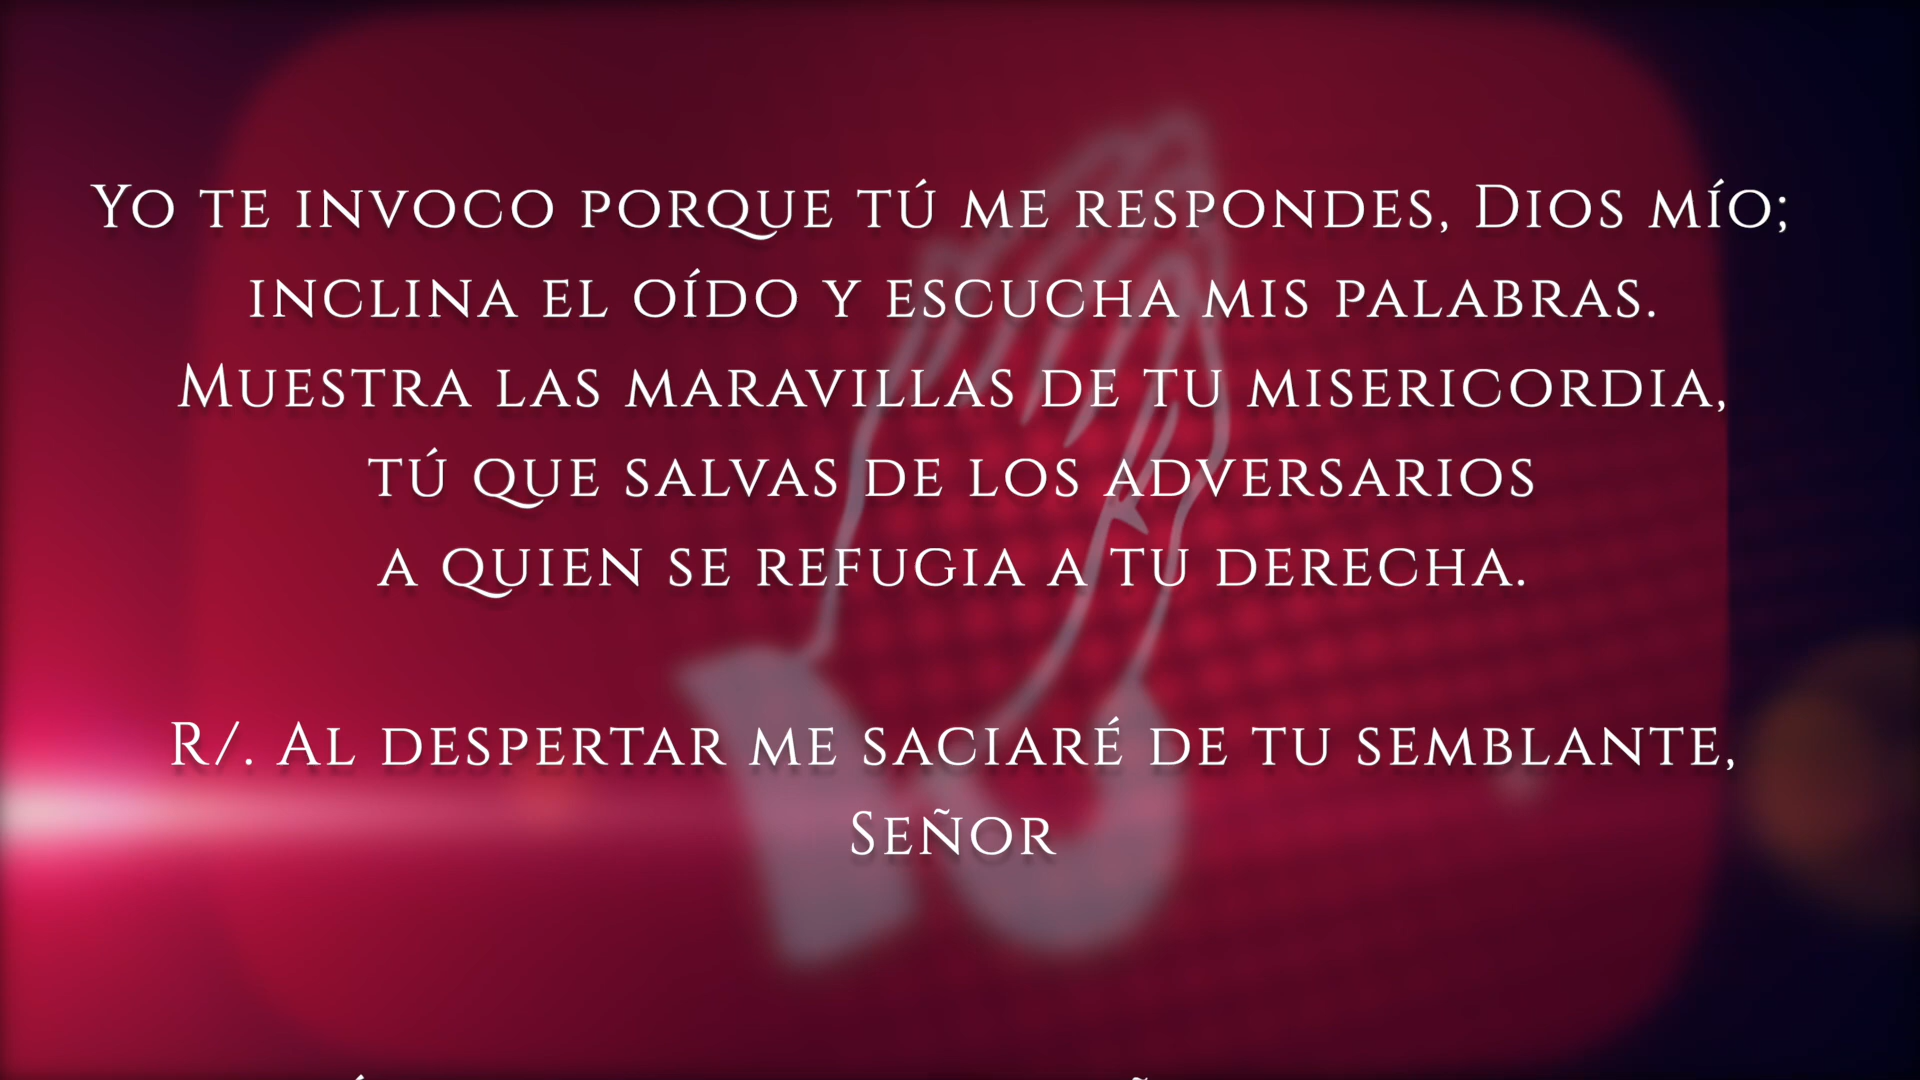 Yo te invoco porque tú me respondes, Dios mío;
inclina el oído y escucha mis palabras.
Muestra las maravillas de tu misericordia,
tú que salvas de los adversarios
a quien se refugia a tu derecha.
R/. Al despertar me saciaré de tu semblante,
Señor